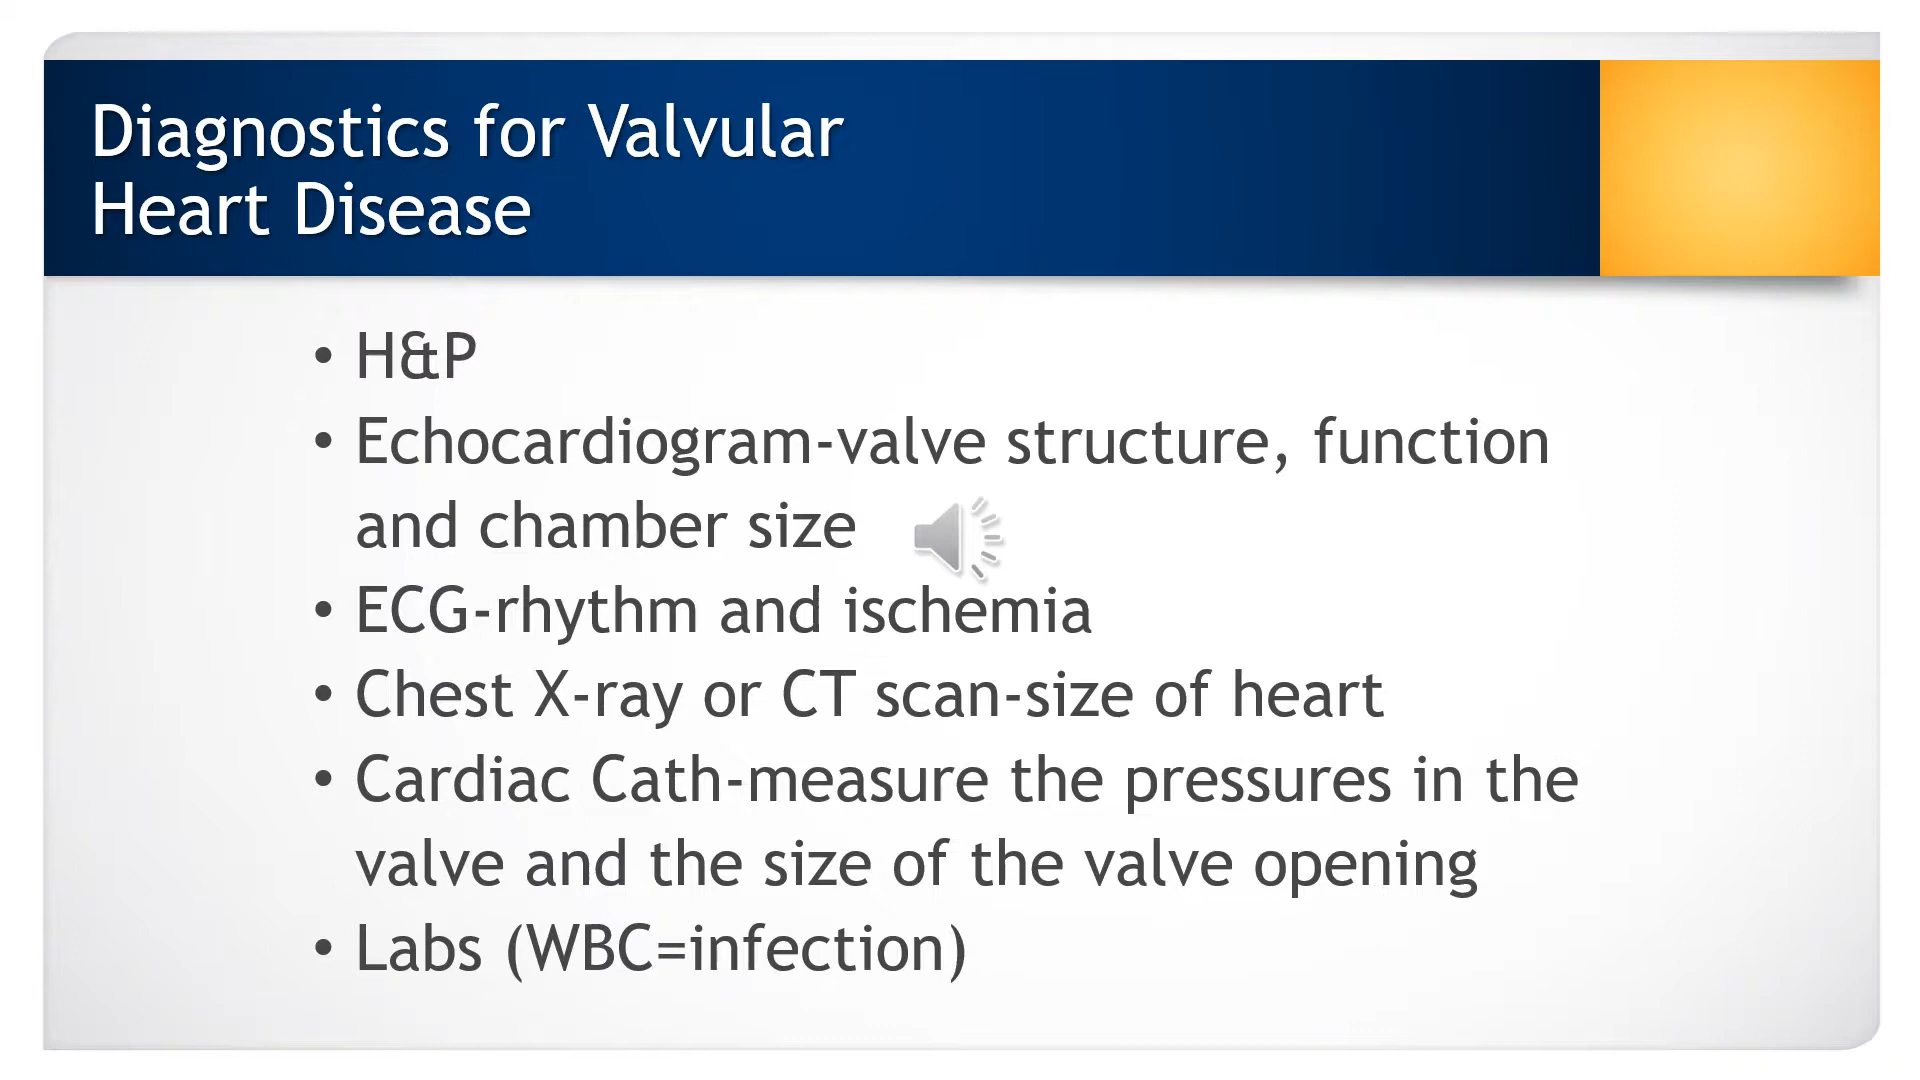 Diagnostics for Valvular
Heart Disease
• H&P
• Echocardiogram-valve structure, function
and chamber size
• ECG-rhythm and ischemia
• Chest X-ray or CT scan-size of heart
• Cardiac Cath-measure the pressures in the
valve and the size of the valve opening
• Labs (WBC=infection)